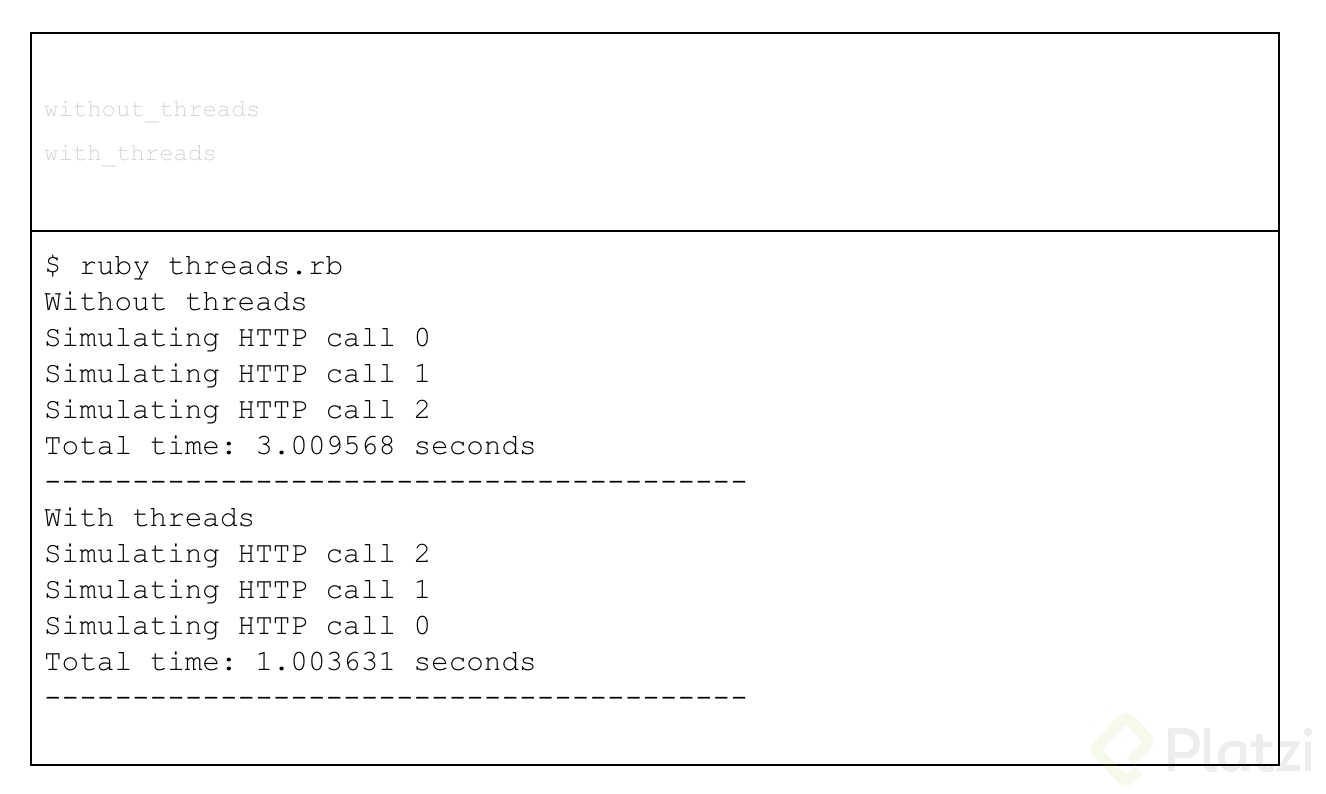 without_threads
with_threads
$ ruby threads.rb
Without threads
Simulating HTTP call 0
Simulating HTTP call 1
Simulating HTTP call 2
Total time: 3.009568 seconds
----------------------------------------
With threads
Simulating HTTP call 2
Simulating HTTP call 1
Simulating HTTP call 0
Total time: 1.003631 seconds
----------------------------------------
Platzi